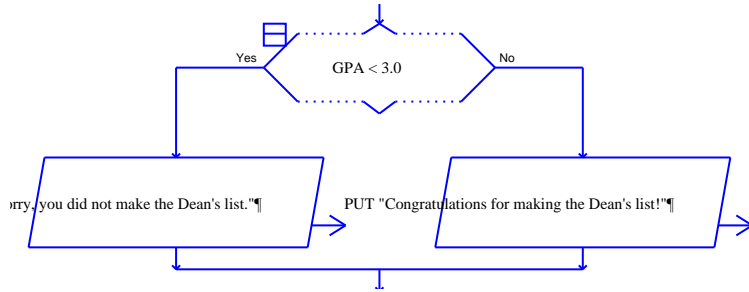 Yes
No
GPA < 3.0
orry, you did not make the Dean's list."¶
PUT "Congratulations for making the Dean's list!"¶